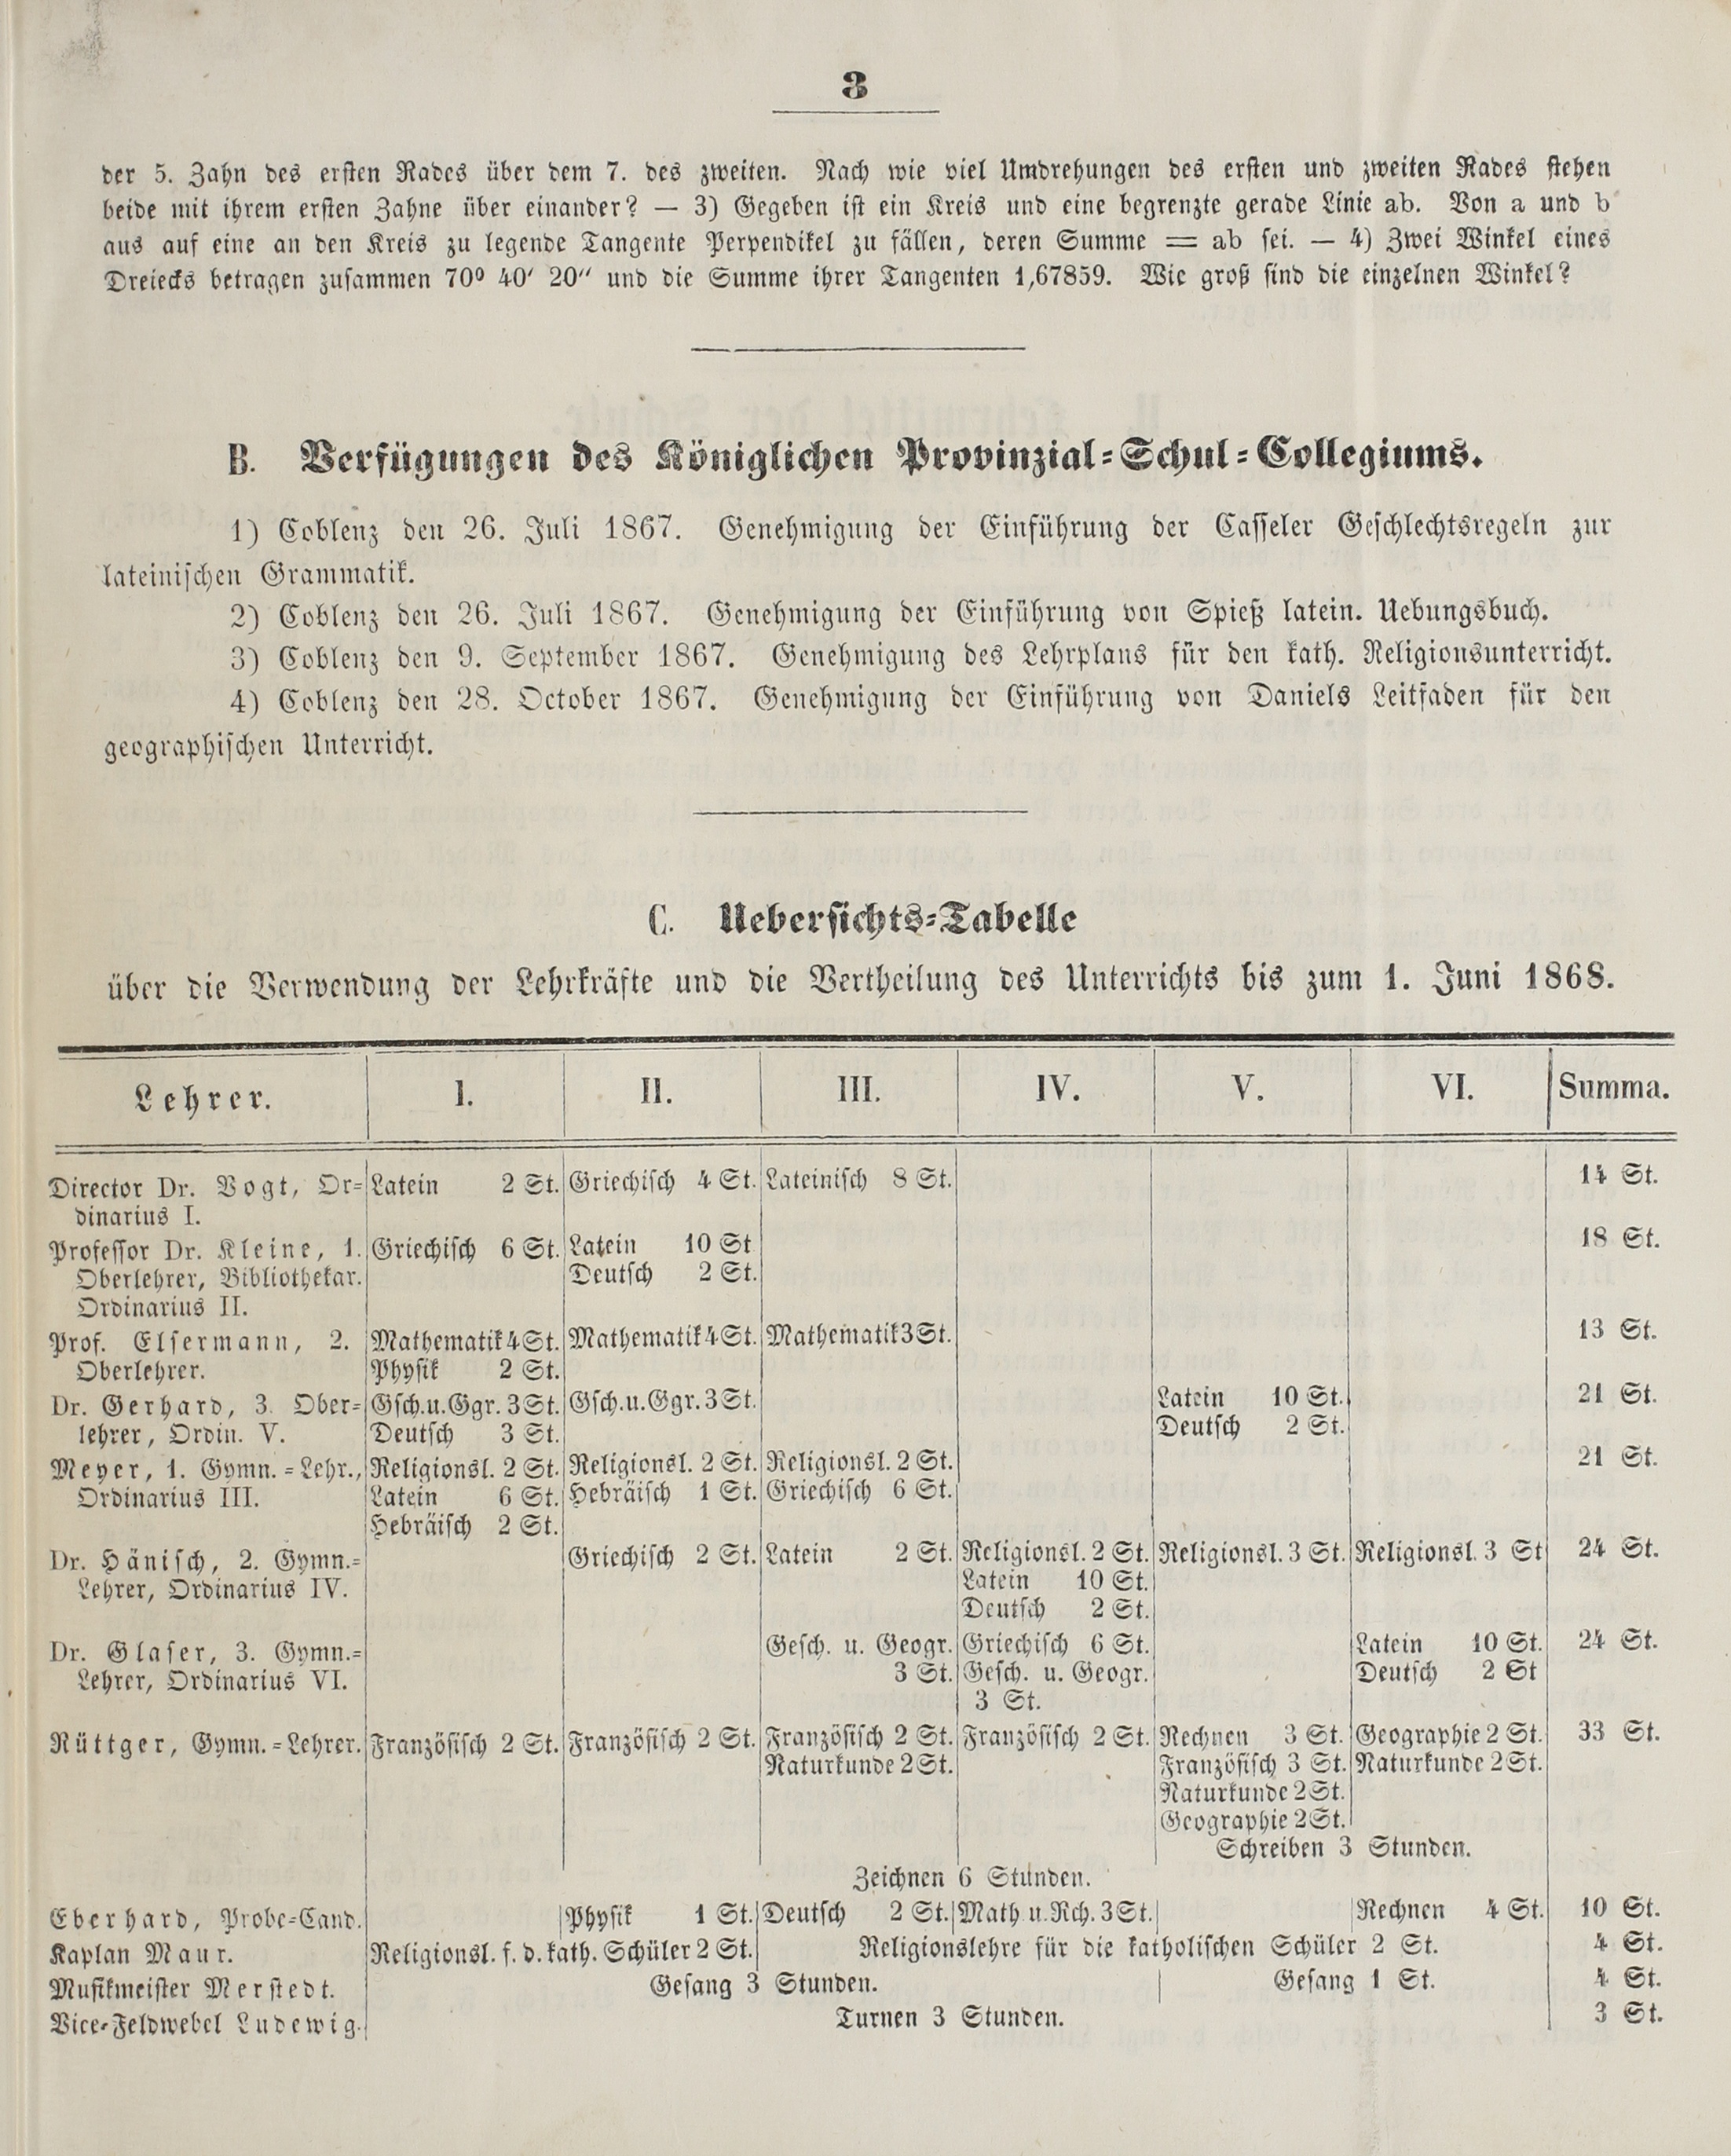 3
der 5. Zahn des ersten Rades über dem 7. des zweiten. Nach wie viel Umdrehungen des ersten und zweiten Rades stehen
beide mit ihrem ersten Zahne über einander? — 3) Gegeben ist ein Kreis und eine begrenzte gerade Linie ab. Von a und b
aus auf eine an den Kreis zu legende Tangente Perpendikel zu fällen, deren Summe = ab sei. — 4) Zwei Winkel eines
Dreiecks betragen zusammen 70⁰ 40′ 20″ und die Summe ihrer Tangenten 1,67859. Wie groß sind die einzelnen Winkel?
B. Verfügungen des Königlichen Provinzial-Schul-Collegiums.
1) Coblenz den 26. Juli 1867. Genehmigung der Einführung der Casseler Geschlechtsregeln zur
lateinischen Grammatik.
2) Coblenz den 26. Juli 1867. Genehmigung der Einführung von Spieß latein. Uebungsbuch.
3) Coblenz den 9. September 1867. Genehmigung des Lehrplans für den kath. Religionsunterricht.
4) Coblenz den 28. October 1867. Genehmigung der Einführung von Daniels Leitfaden für den
geographischen Unterricht.
C. Uebersichts-Tabelle
über die Verwendung der Lehrkräfte und die Vertheilung des Unterrichts bis zum 1. Juni 1868.
Lehrer. I. II. III. IV. V. VI. Summa.
Director Dr. Vogt, Or- Latein 2 St. Griechisch 4 St. Lateinisch 8 St. 14 St.
dinarius I.
Professor Dr. Kleine, 1. Griechisch 6 St. Latein 10 St 18 St.
Oberlehrer, Bibliothekar. Deutsch 2 St.
Ordinarius II.
Prof. Elsermann, 2. Mathematik 4 St. Mathematik 4 St. Mathematik 3 St. 13 St.
Oberlehrer. Physik 2 St.
Dr. Gerhard, 3. Ober- Gsch. u. Ggr. 3 St. Gsch. u. Ggr. 3 St. Latein 10 St. 21 St.
lehrer, Ordin. V. Deutsch 3 St. Deutsch 2 St.
Meyer, 1. Gymn.-Lehr., Religionsl. 2 St. Religionsl. 2 St. Religionsl. 2 St. 21 St.
Ordinarius III. Latein 6 St. Hebräisch 1 St. Griechisch 6 St.
Hebräisch 2 St.
Dr. Hänisch, 2. Gymn.- Griechisch 2 St. Latein 2 St. Religionsl. 2 St. Religionsl. 3 St. Religionsl. 3 St 24 St.
Lehrer, Ordinarius IV. Latein 10 St.
Deutsch 2 St.
Dr. Glaser, 3. Gymn.- Gesch. u. Geogr. Griechisch 6 St. Latein 10 St. 24 St.
Lehrer, Ordinarius VI. 3 St. Gesch. u. Geogr. Deutsch 2 St
3 St.
Rüttger, Gymn.-Lehrer. Französisch 2 St. Französisch 2 St. Französisch 2 St. Französisch 2 St. Rechnen 3 St. Geographie 2 St. 33 St.
Naturkunde 2 St. Französisch 3 St. Naturkunde 2 St.
Naturkunde 2 St.
Geographie 2 St.
Schreiben 3 Stunden.
Zeichnen 6 Stunden.
Eberhard, Probe-Cand. Physik 1 St. Deutsch 2 St. Math u. Rch. 3 St. Rechnen 4 St. 10 St.
Kaplan Maur. Religionsl. f. d. kath. Schüler 2 St. Religionslehre für die katholischen Schüler 2 St. 4 St.
Musikmeister Merstedt. Gesang 3 Stunden. Gesang 1 St. 4 St.
Vice-Feldwebel Ludewig. Turnen 3 Stunden. 3 St.